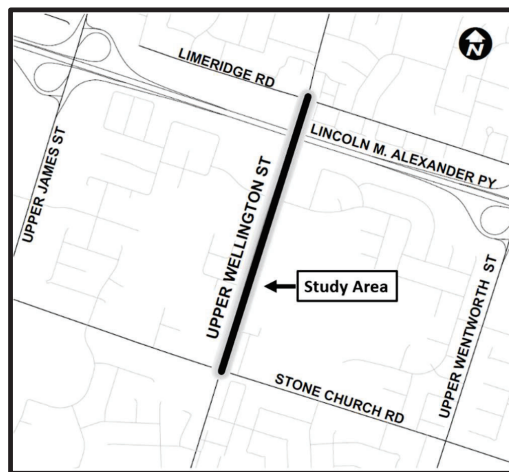 N
LIMERIDGE RD
LINCOLN M. ALEXANDER PY
UPPER JAMES ST
UPPER WELLINGTON ST
Study Area
UPPER WENTWORTH ST
STONE CHURCH RD